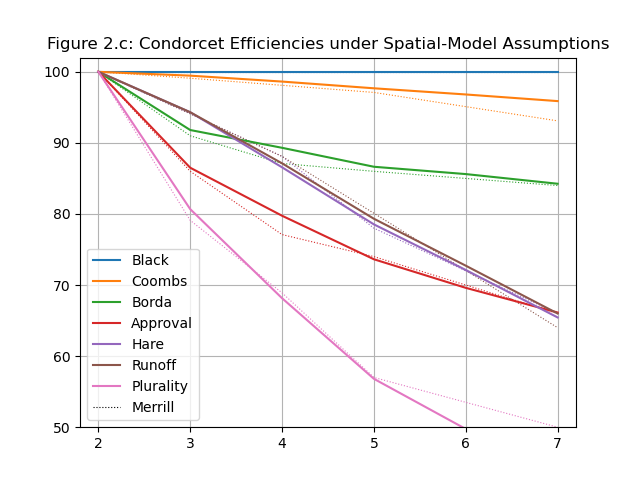 Figure 2.c: Condorcet Efficiencies under Spatial-Model Assumptions
100
90
80
70
60
50
Black
Coombs
Borda
Approval
Hare
Runoff
Plurality
Merrill
2 3 4 5 6 7